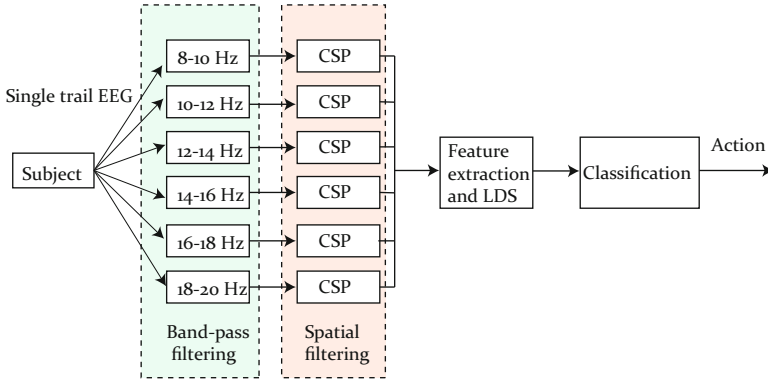 Single trail EEG
Subject
8-10 Hz
10-12 Hz
12-14 Hz
14-16 Hz
16-18 Hz
18-20 Hz
Band-pass
filtering
CSP
CSP
CSP
CSP
CSP
CSP
Spatial
filtering
Feature
extraction
and LDS
Classification
Action